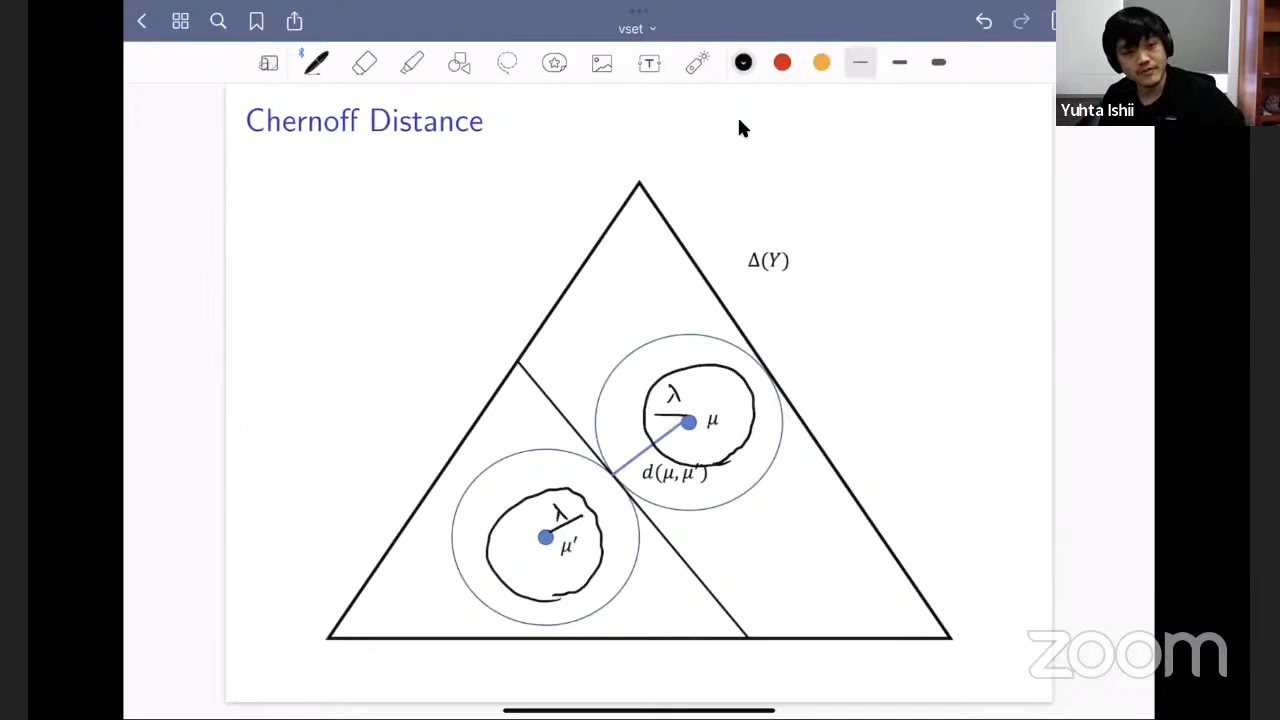 vset
T
Yuhta Ishii
Chernoff Distance
Δ(Y)
λ
μ
d(μ, μ′)
λ
μ′
zoom